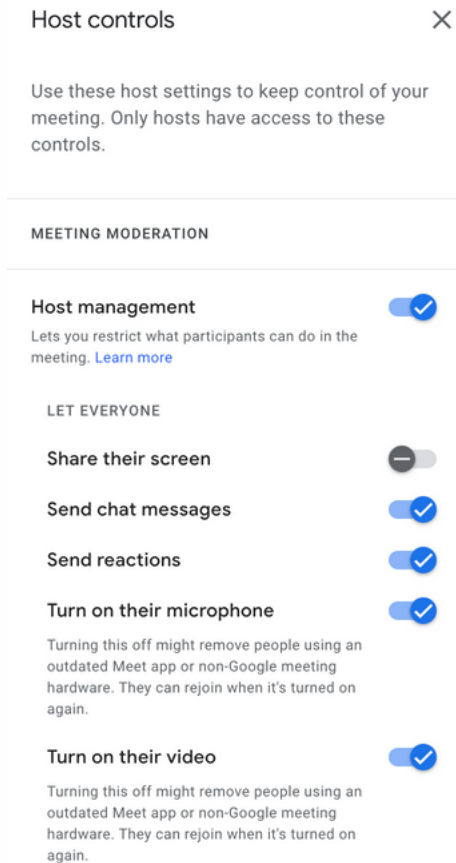 Host controls
Use these host settings to keep control of your
meeting. Only hosts have access to these
controls.
MEETING MODERATION
Host management
Lets you restrict what participants can do in the
meeting. Learn more
LET EVERYONE
Share their screen
Send chat messages
Send reactions
Turn on their microphone
Turning this off might remove people using an
outdated Meet app or non-Google meeting
hardware. They can rejoin when it's turned on
again.
Turn on their video
Turning this off might remove people using an
outdated Meet app or non-Google meeting
hardware. They can rejoin when it's turned on
again.